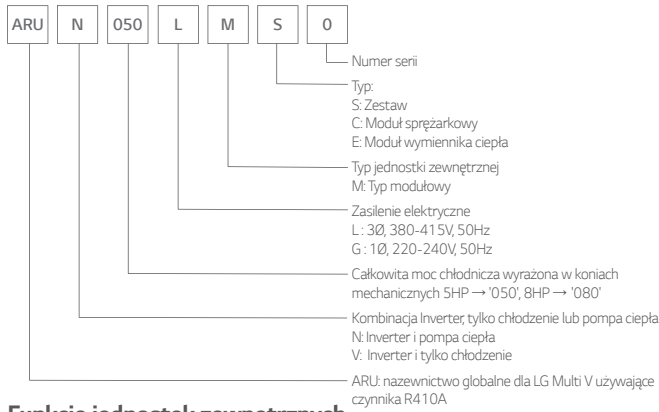 ARU N 050 L M S 0
Numer serii
Typ:
S: Zestaw
C: Moduł sprężarkowy
E: Moduł wymiennika ciepła
Typ jednostki zewnętrznej
M: Typ modułowy
Zasilenie elektryczne
L : 3Ø, 380-415V, 50Hz
G : 1Ø, 220-240V, 50Hz
Całkowita moc chłodnicza wyrażona w koniach
mechanicznych 5HP → '050', 8HP → '080'
Kombinacja Inverter, tylko chłodzenie lub pompa ciepła
N: Inverter i pompa ciepła
V: Inverter i tylko chłodzenie
ARU: nazewnictwo globalne dla LG Multi V używające
czynnika R410A
Funkcje jednostek zewnętrznych